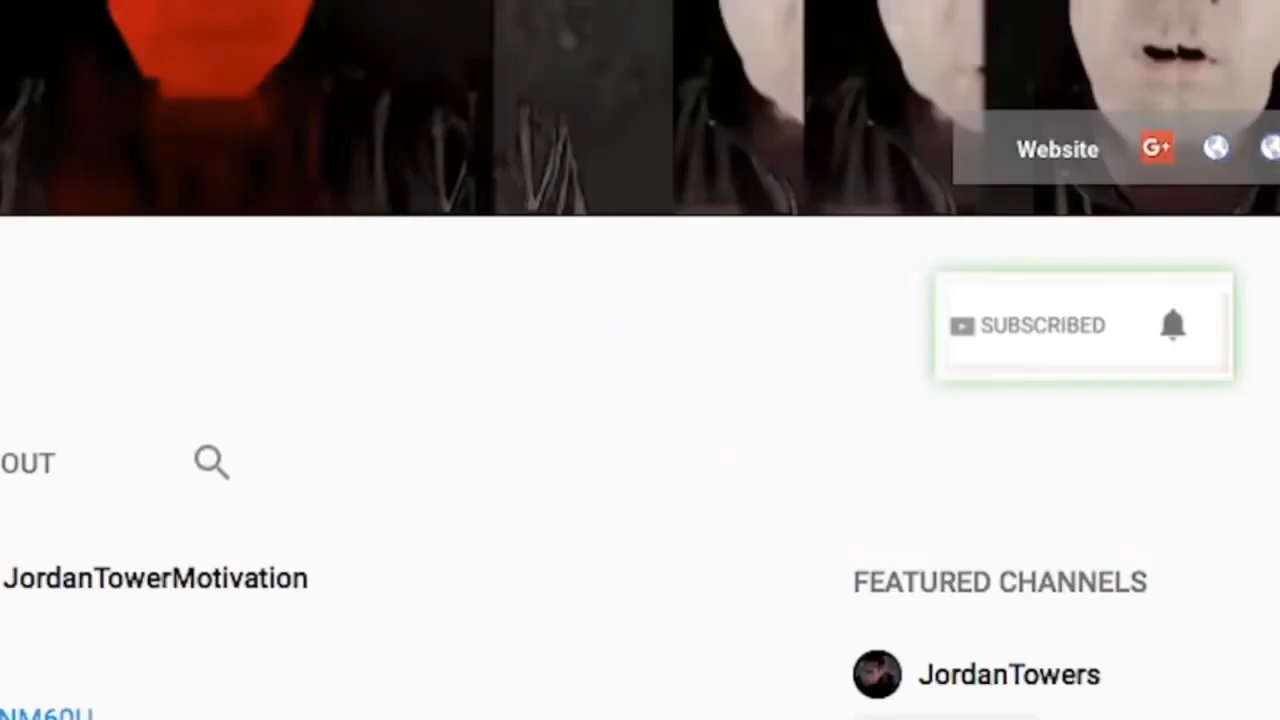 Website G+
SUBSCRIBED
OUT
JordanTowerMotivation
FEATURED CHANNELS
JordanTowers